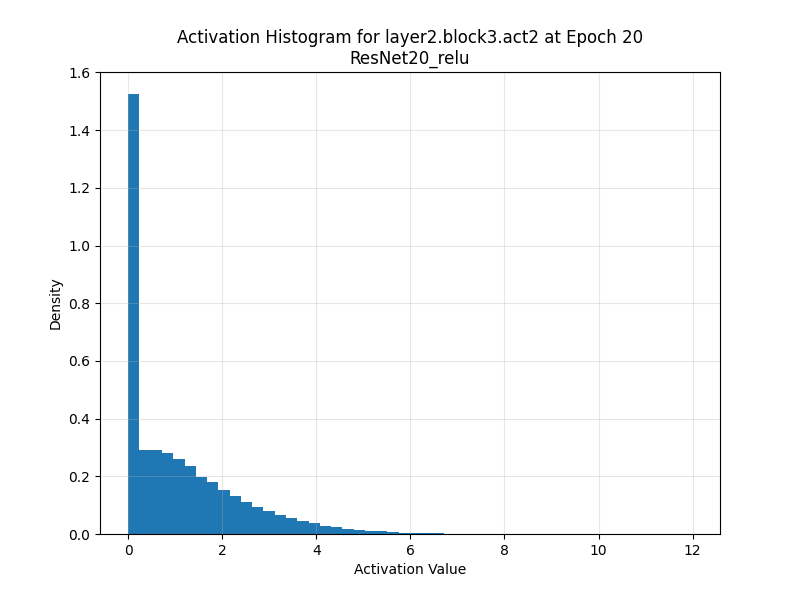 Activation Histogram for layer2.block3.act2 at Epoch 20
ResNet20_relu
1.6
1.4
1.2
1.0
0.8
0.6
0.4
0.2
0.0
Density
0 2 4 6 8 10 12
Activation Value